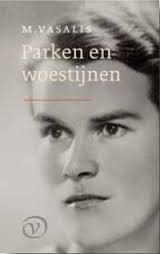 M. VASALIS
Parken en
woestijnen
V